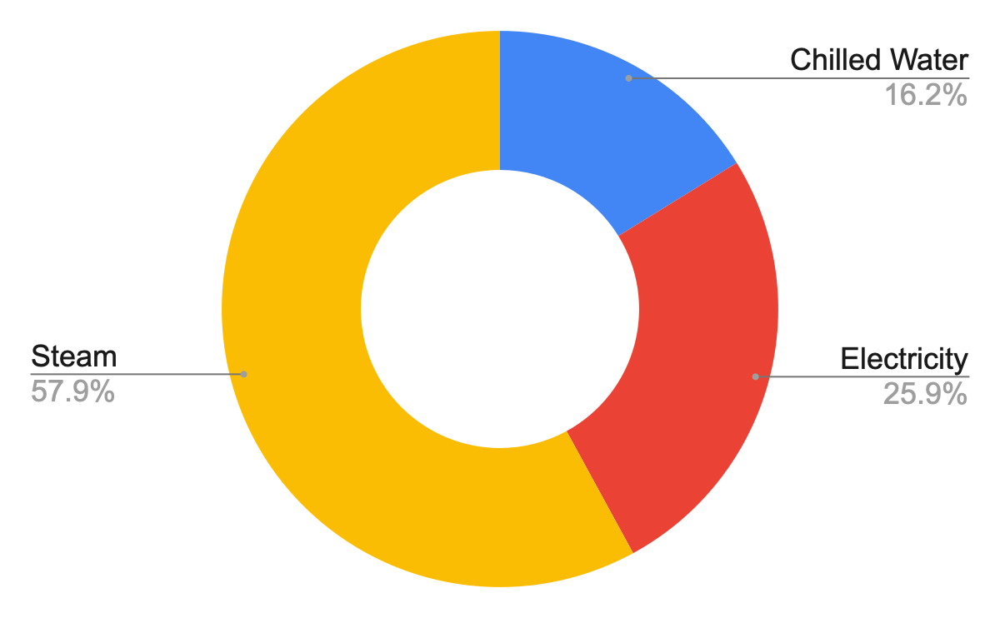 Chilled Water
16.2%
Steam
57.9%
Electricity
25.9%